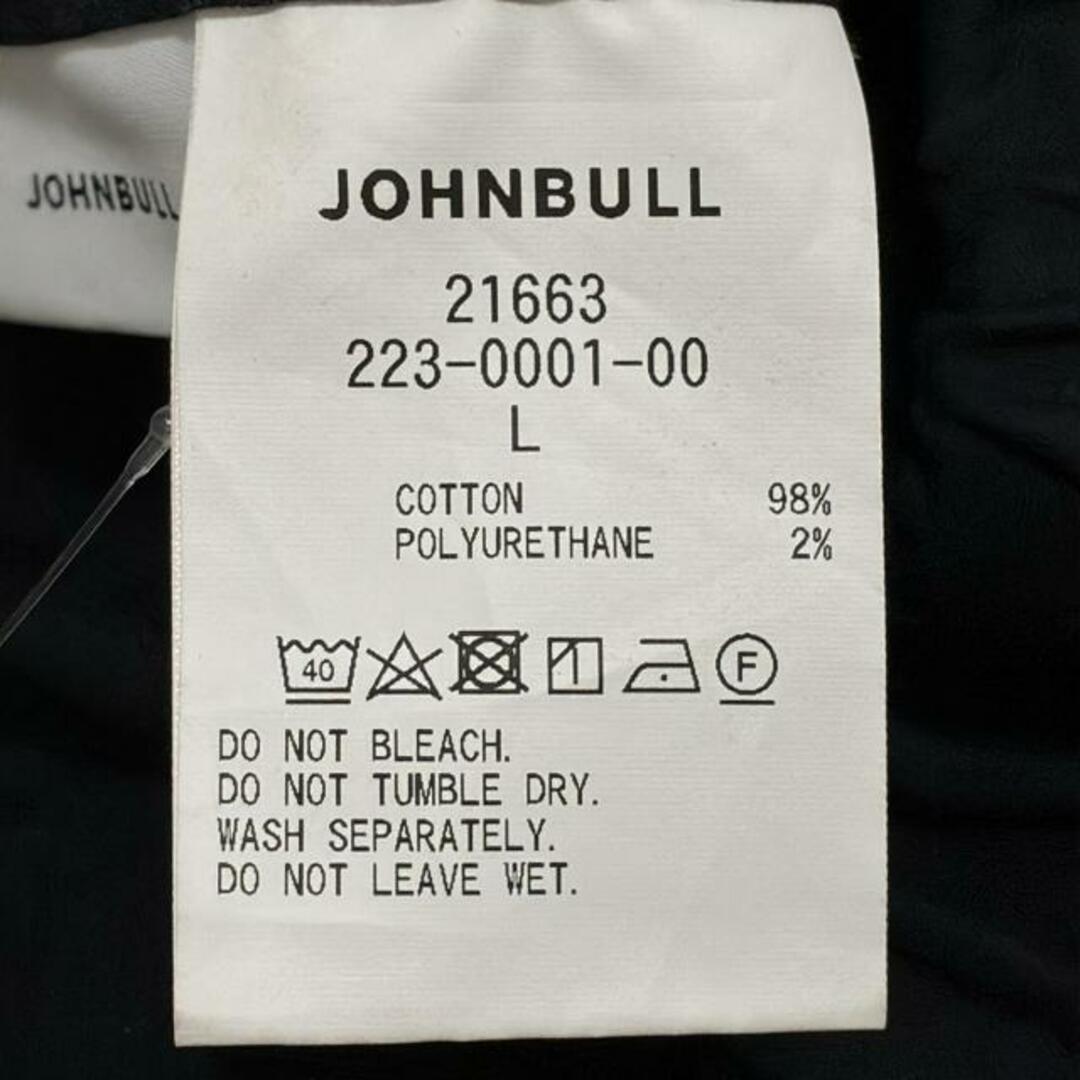 JOHNBULL
JOHNBULL
21663
223-0001-00
L
COTTON 98%
POLYURETHANE 2%
40 F
DO NOT BLEACH.
DO NOT TUMBLE DRY.
WASH SEPARATELY.
DO NOT LEAVE WET.